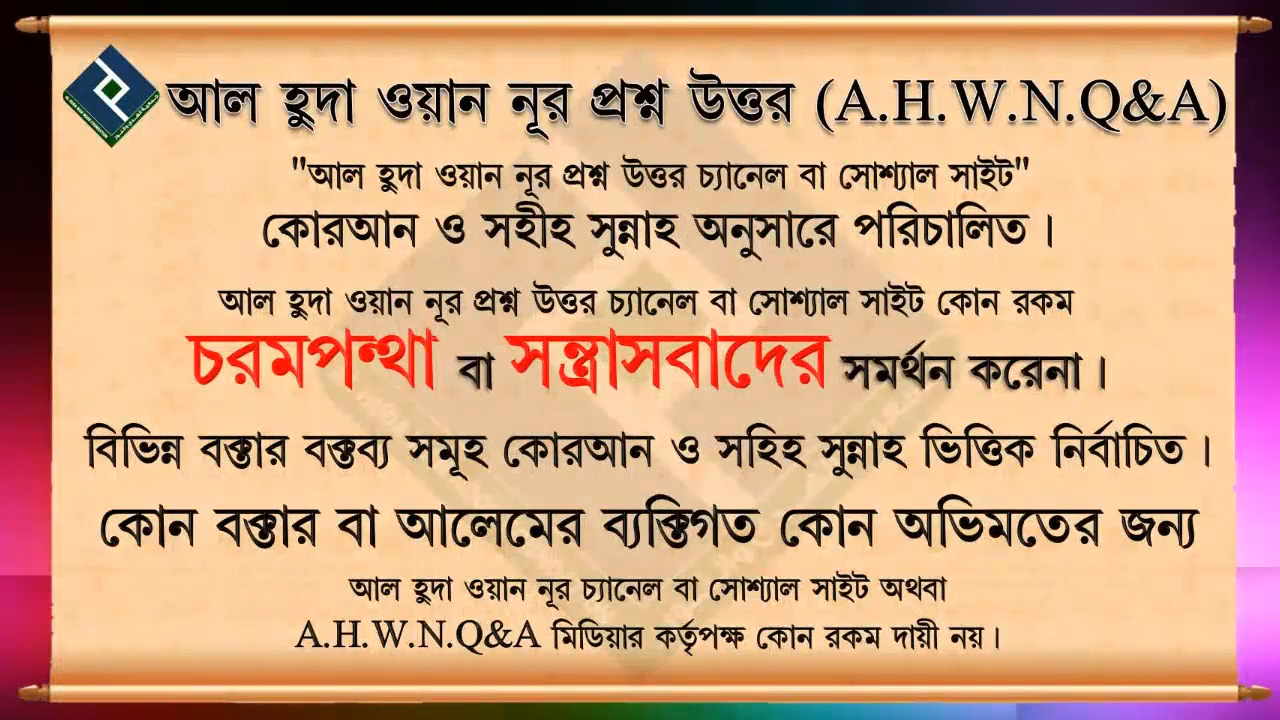 আল হুদা ওয়ান নূর প্রশ্ন উত্তর (A.H.W.N.Q&A)
"আল হুদা ওয়ান নূর প্রশ্ন উত্তর চ্যানেল বা সোশ্যাল সাইট"
কোরআন ও সহীহ সুন্নাহ অনুসারে পরিচালিত।
আল হুদা ওয়ান নূর প্রশ্ন উত্তর চ্যানেল বা সোশ্যাল সাইট কোন রকম
চরমপন্থা বা সন্ত্রাসবাদের সমর্থন করেনা।
বিভিন্ন বক্তার বক্তব্য সমূহ কোরআন ও সহিহ সুন্নাহ ভিত্তিক নির্বাচিত।
কোন বক্তার বা আলেমের ব্যক্তিগত কোন অভিমতের জন্য
আল হুদা ওয়ান নূর চ্যানেল বা সোশ্যাল সাইট অথবা
A.H.W.N.Q&A মিডিয়ার কর্তৃপক্ষ কোন রকম দায়ী নয়।